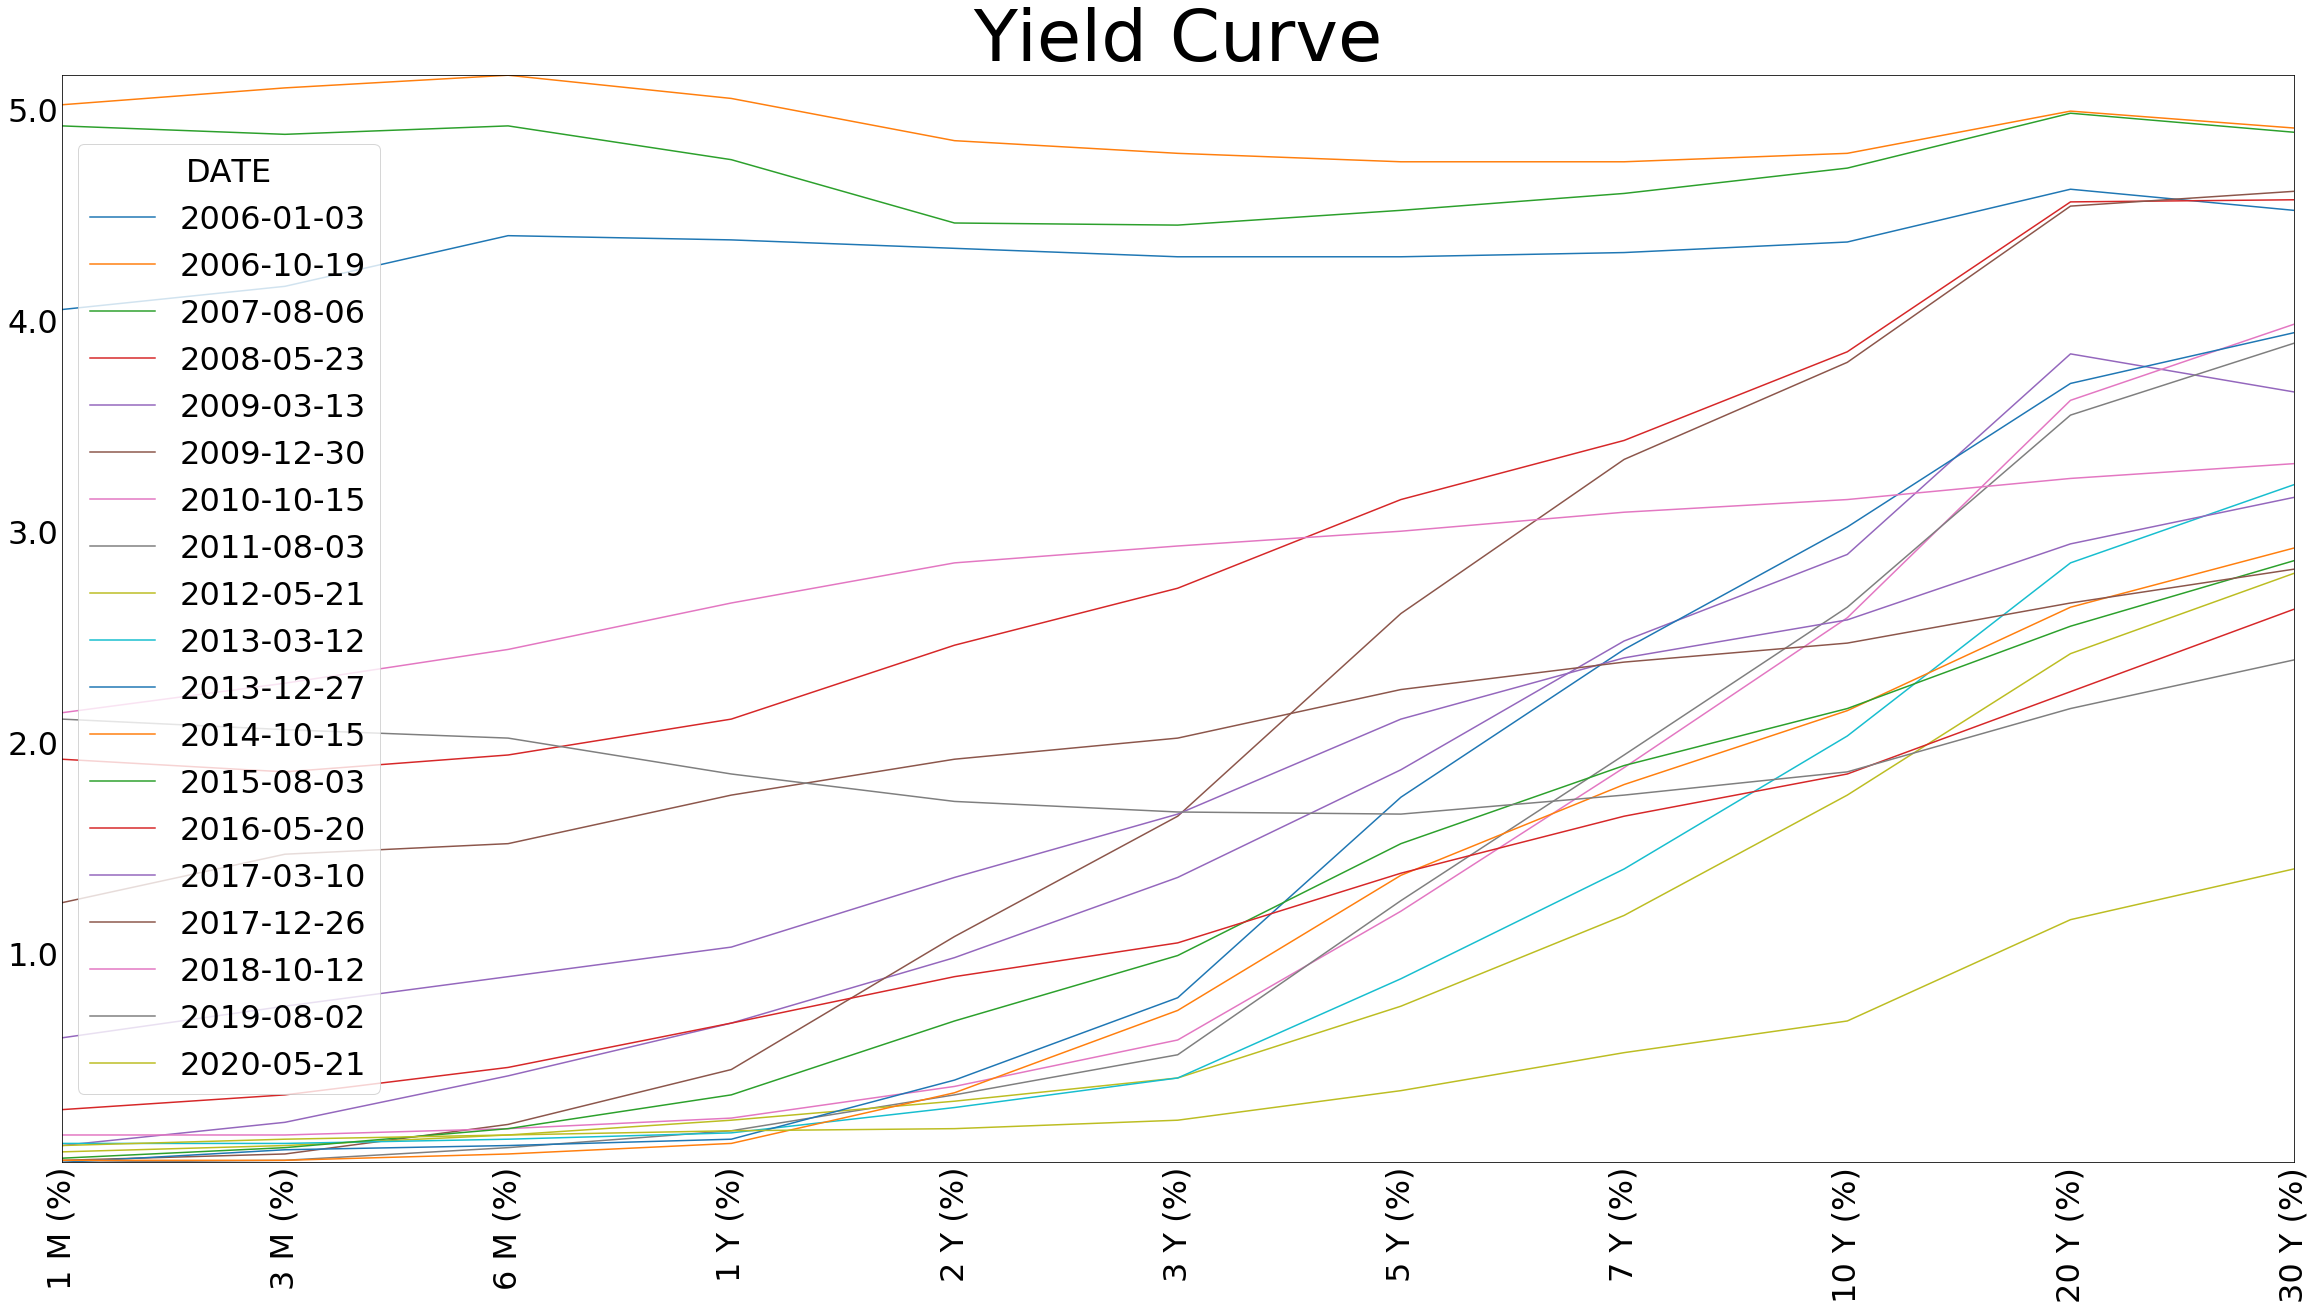 Yield Curve
5.0
4.0
3.0
2.0
1.0
DATE
2006-01-03
2006-10-19
2007-08-06
2008-05-23
2009-03-13
2009-12-30
2010-10-15
2011-08-03
2012-05-21
2013-03-12
2013-12-27
2014-10-15
2015-08-03
2016-05-20
2017-03-10
2017-12-26
2018-10-12
2019-08-02
2020-05-21
1 M (%)
3 M (%)
6 M (%)
1 Y (%)
2 Y (%)
3 Y (%)
5 Y (%)
7 Y (%)
10 Y (%)
20 Y (%)
30 Y (%)